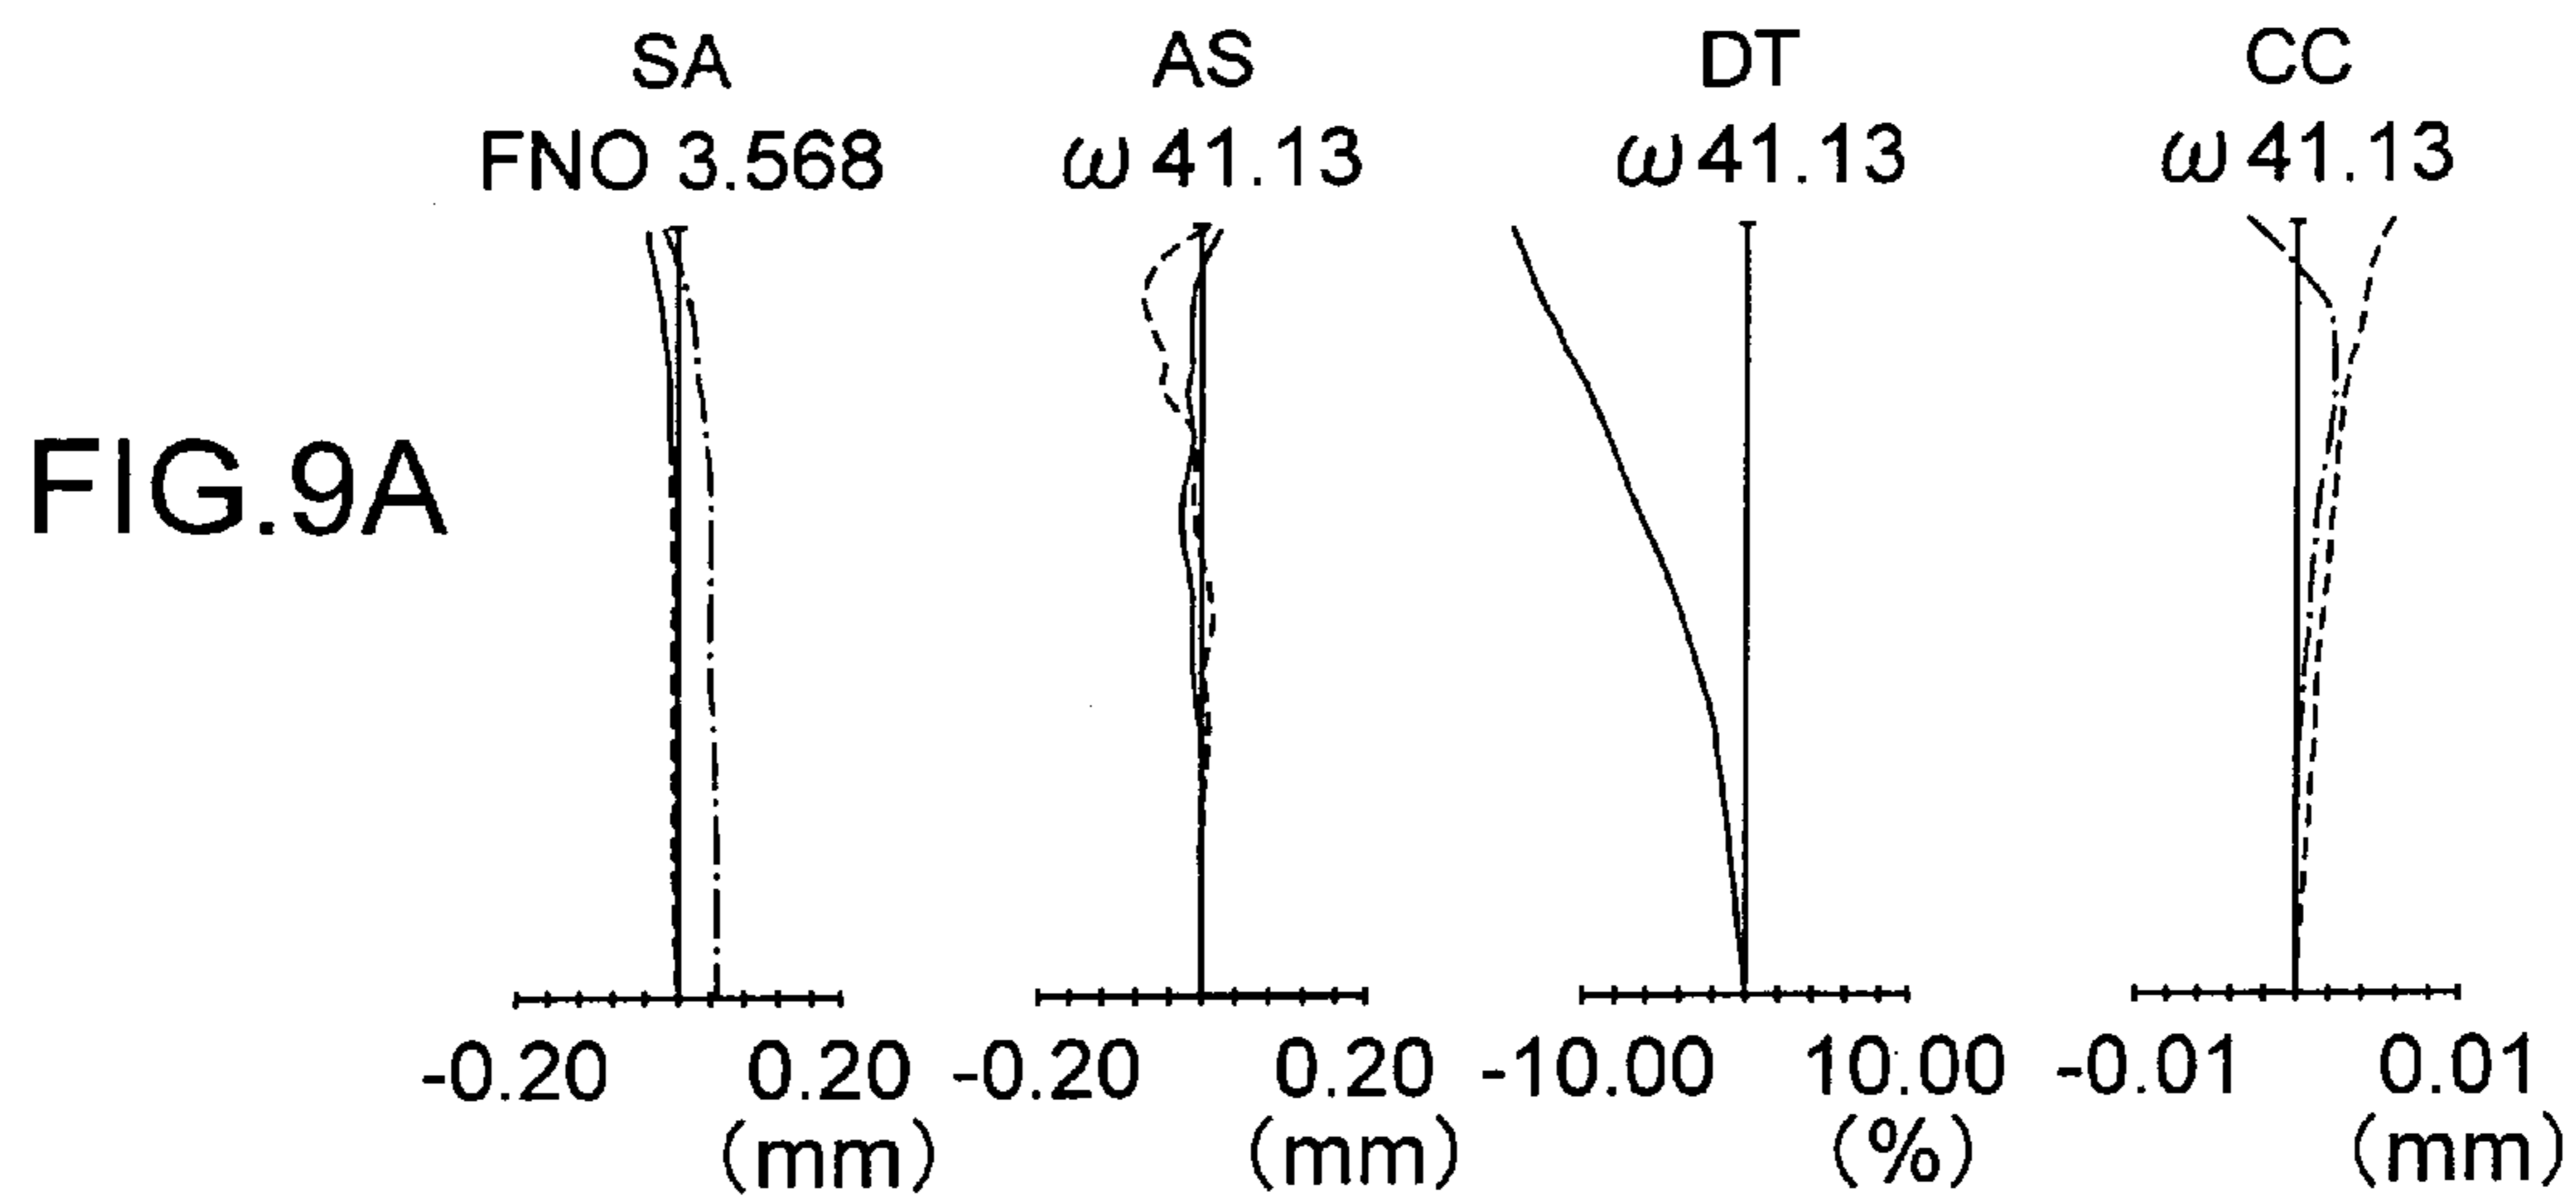 SA AS DT CC
FNO 3.568 ω 41.13 ω 41.13 ω 41.13
FIG.9A
-0.20 0.20 -0.20 0.20 -10.00 10.00 -0.01 0.01
(mm) (mm) (%) (mm)